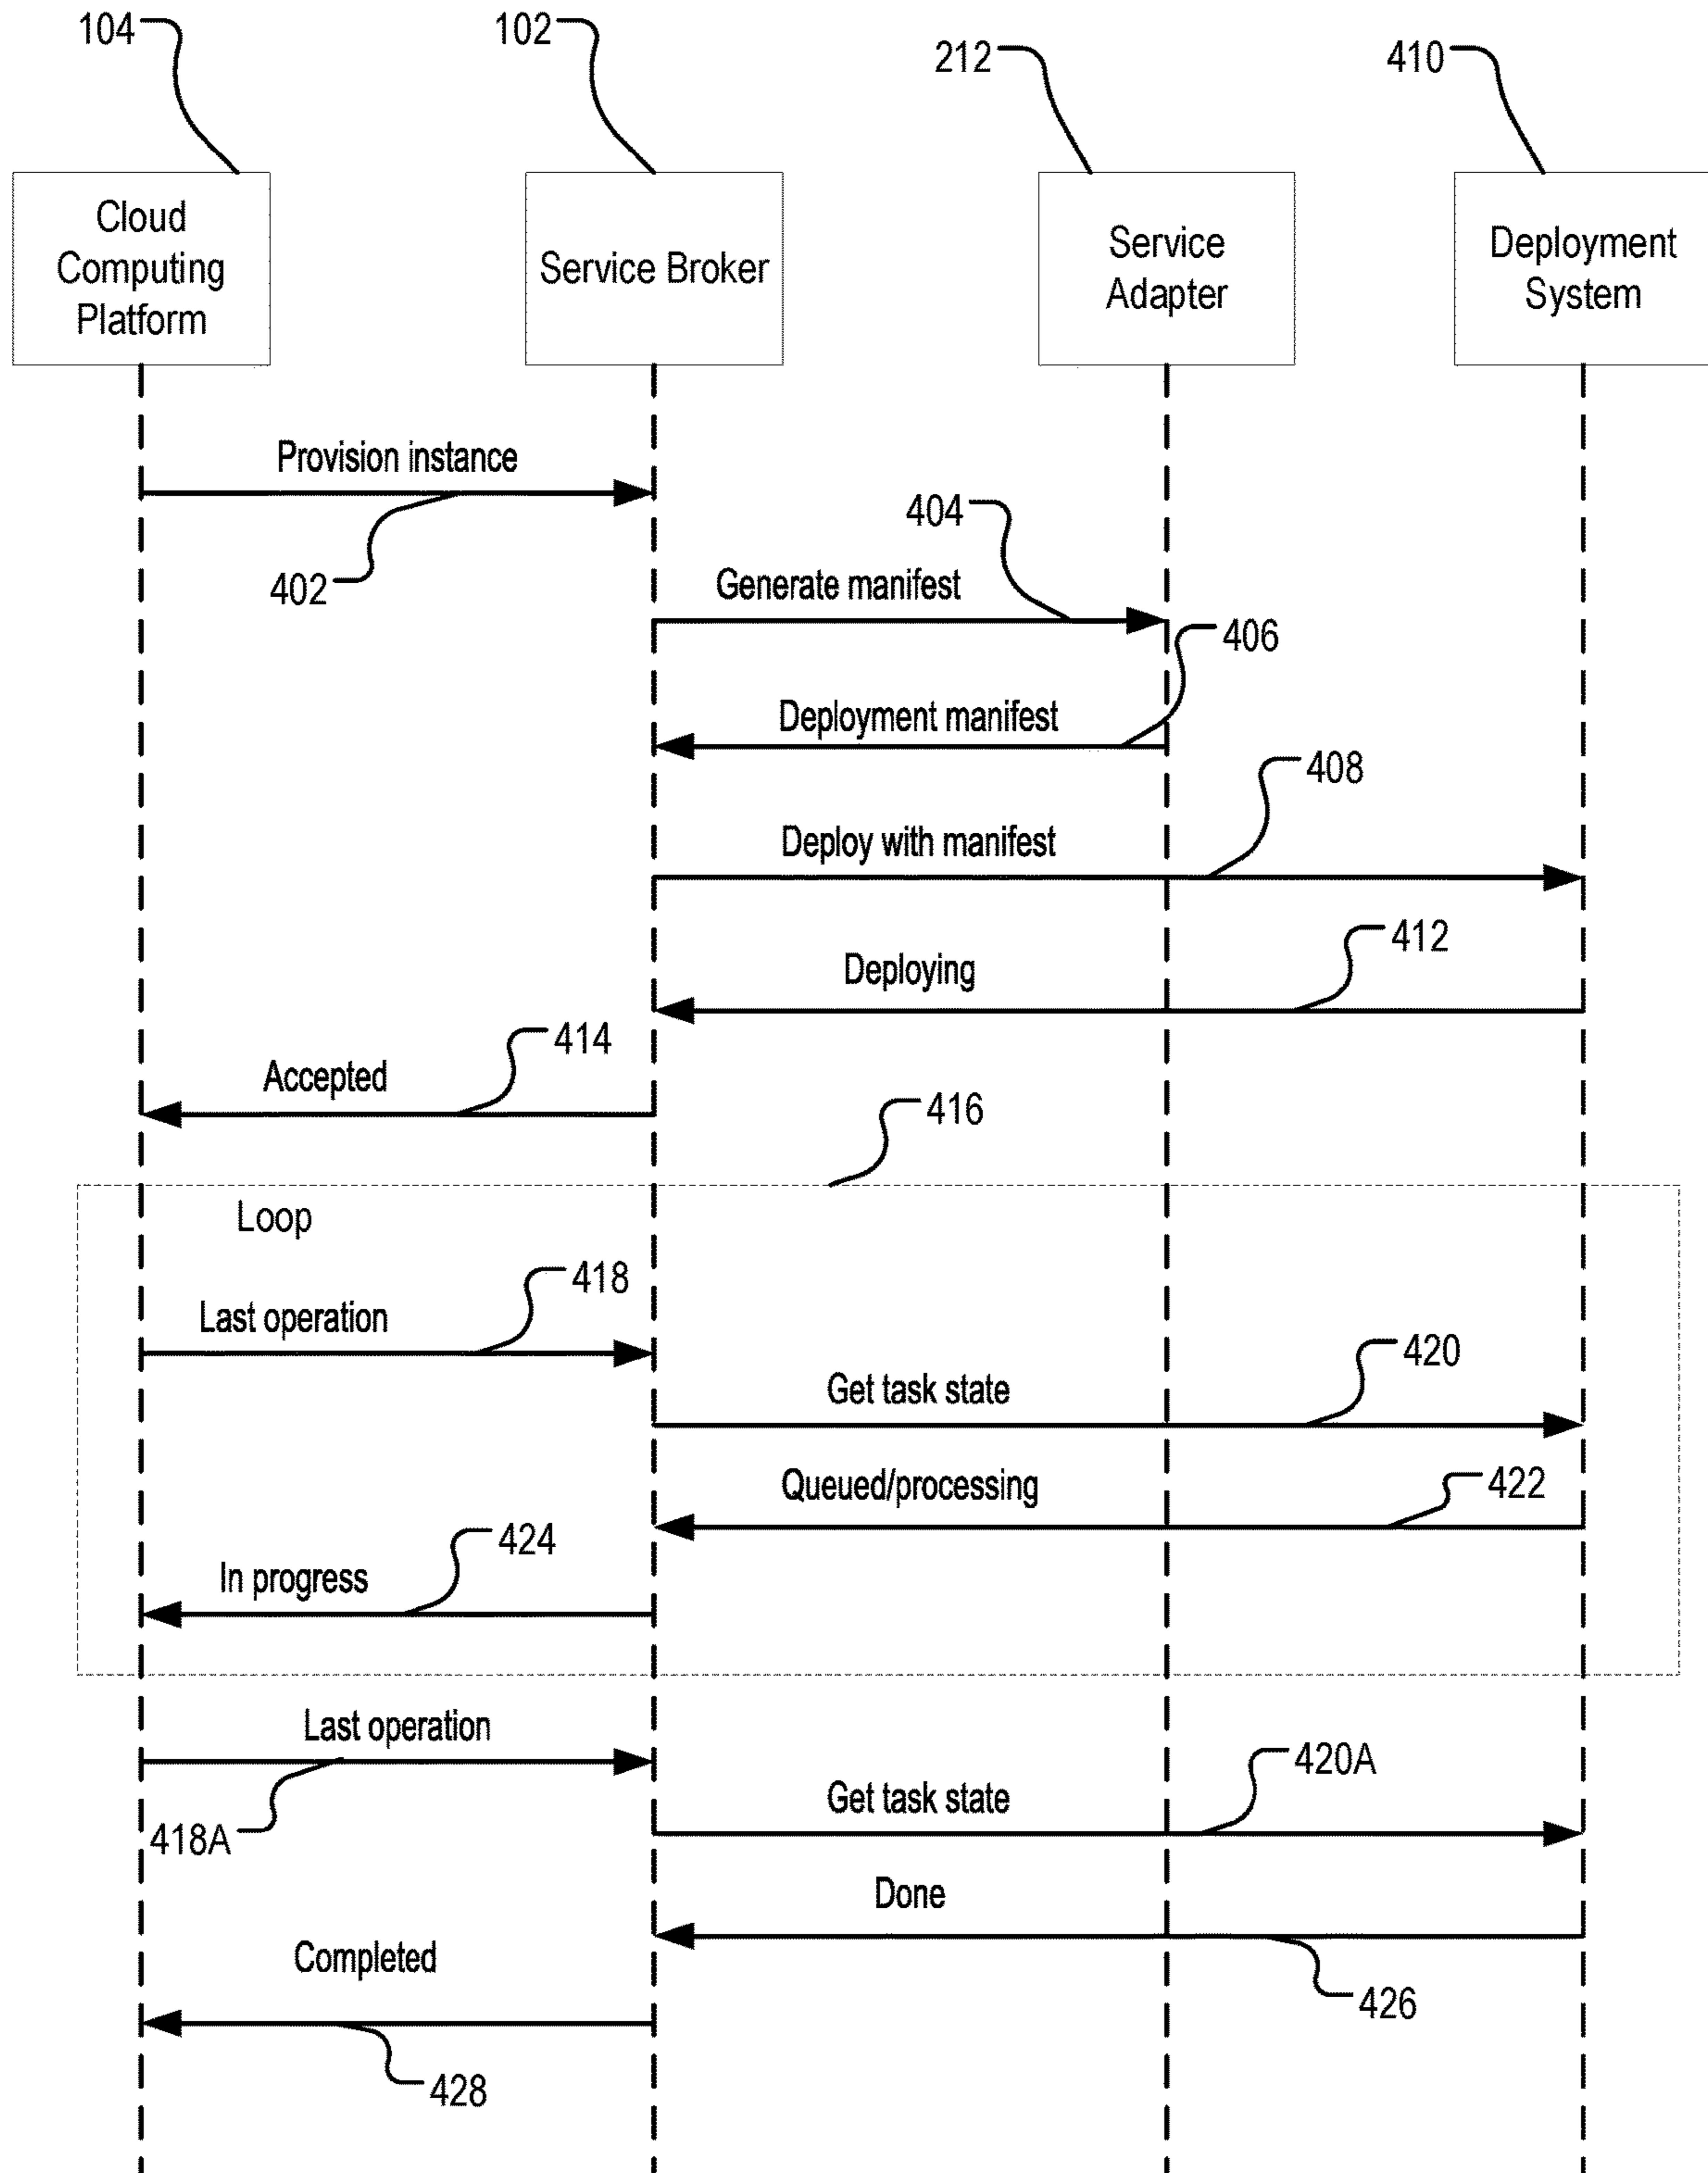 104
102
212
410
Cloud
Computing
Platform
Service Broker
Service
Adapter
Deployment
System
Provision instance
402
404
Generate manifest
406
Deployment manifest
408
Deploy with manifest
412
Deploying
414
Accepted
416
Loop
418
Last operation
420
Get task state
Queued/processing
422
424
In progress
Last operation
418A
420A
Get task state
Done
426
Completed
428